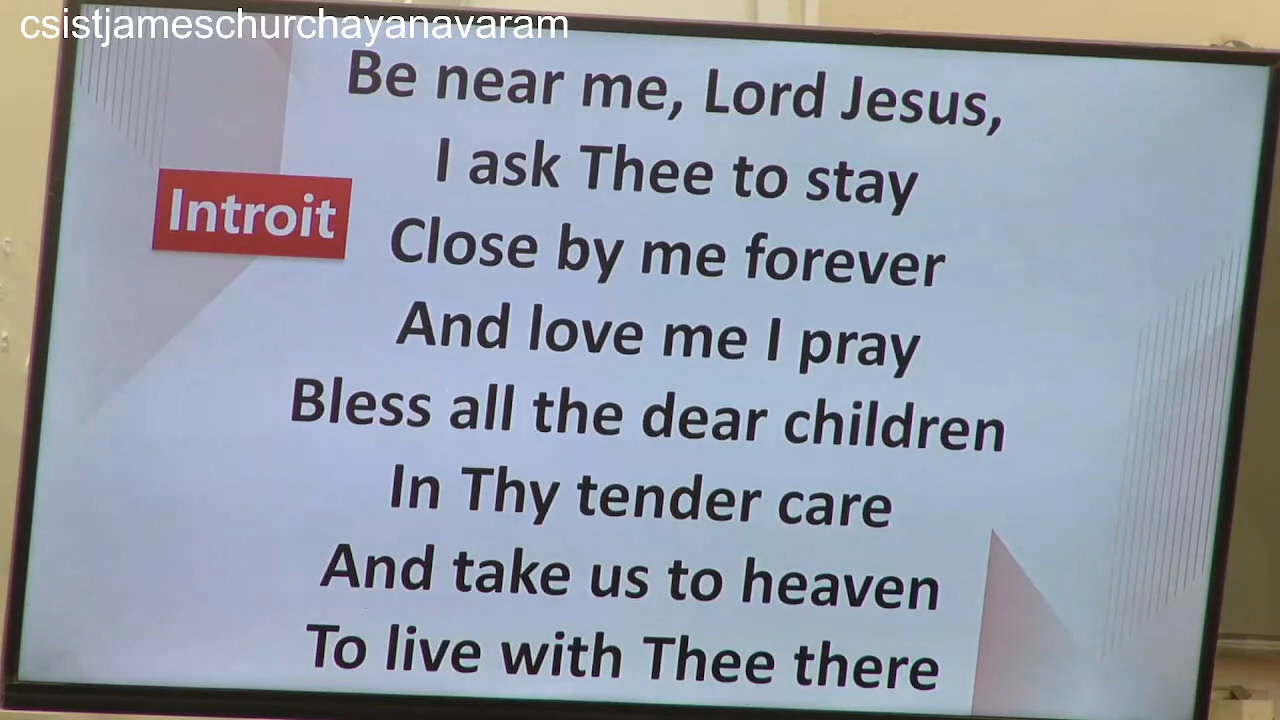 csistjameschurchayanavaram
Be near me, Lord Jesus,
I ask Thee to stay
Introit
Close by me forever
And love me I pray
Bless all the dear children
In Thy tender care
And take us to heaven
To live with Thee there